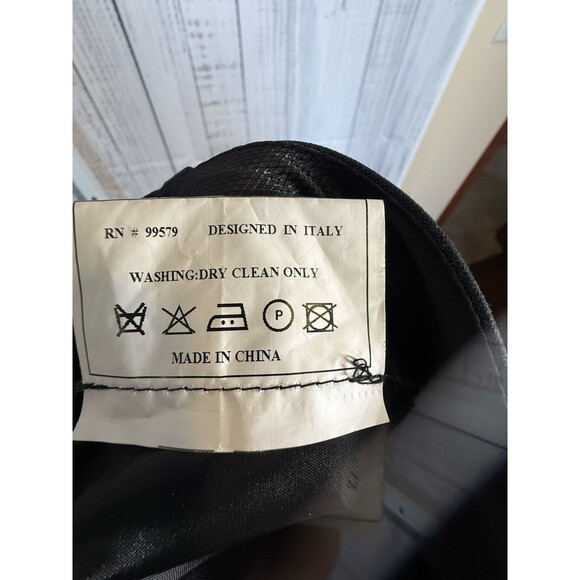 RN # 99579 DESIGNED IN ITALY
WASHING:DRY CLEAN ONLY
P
MADE IN CHINA